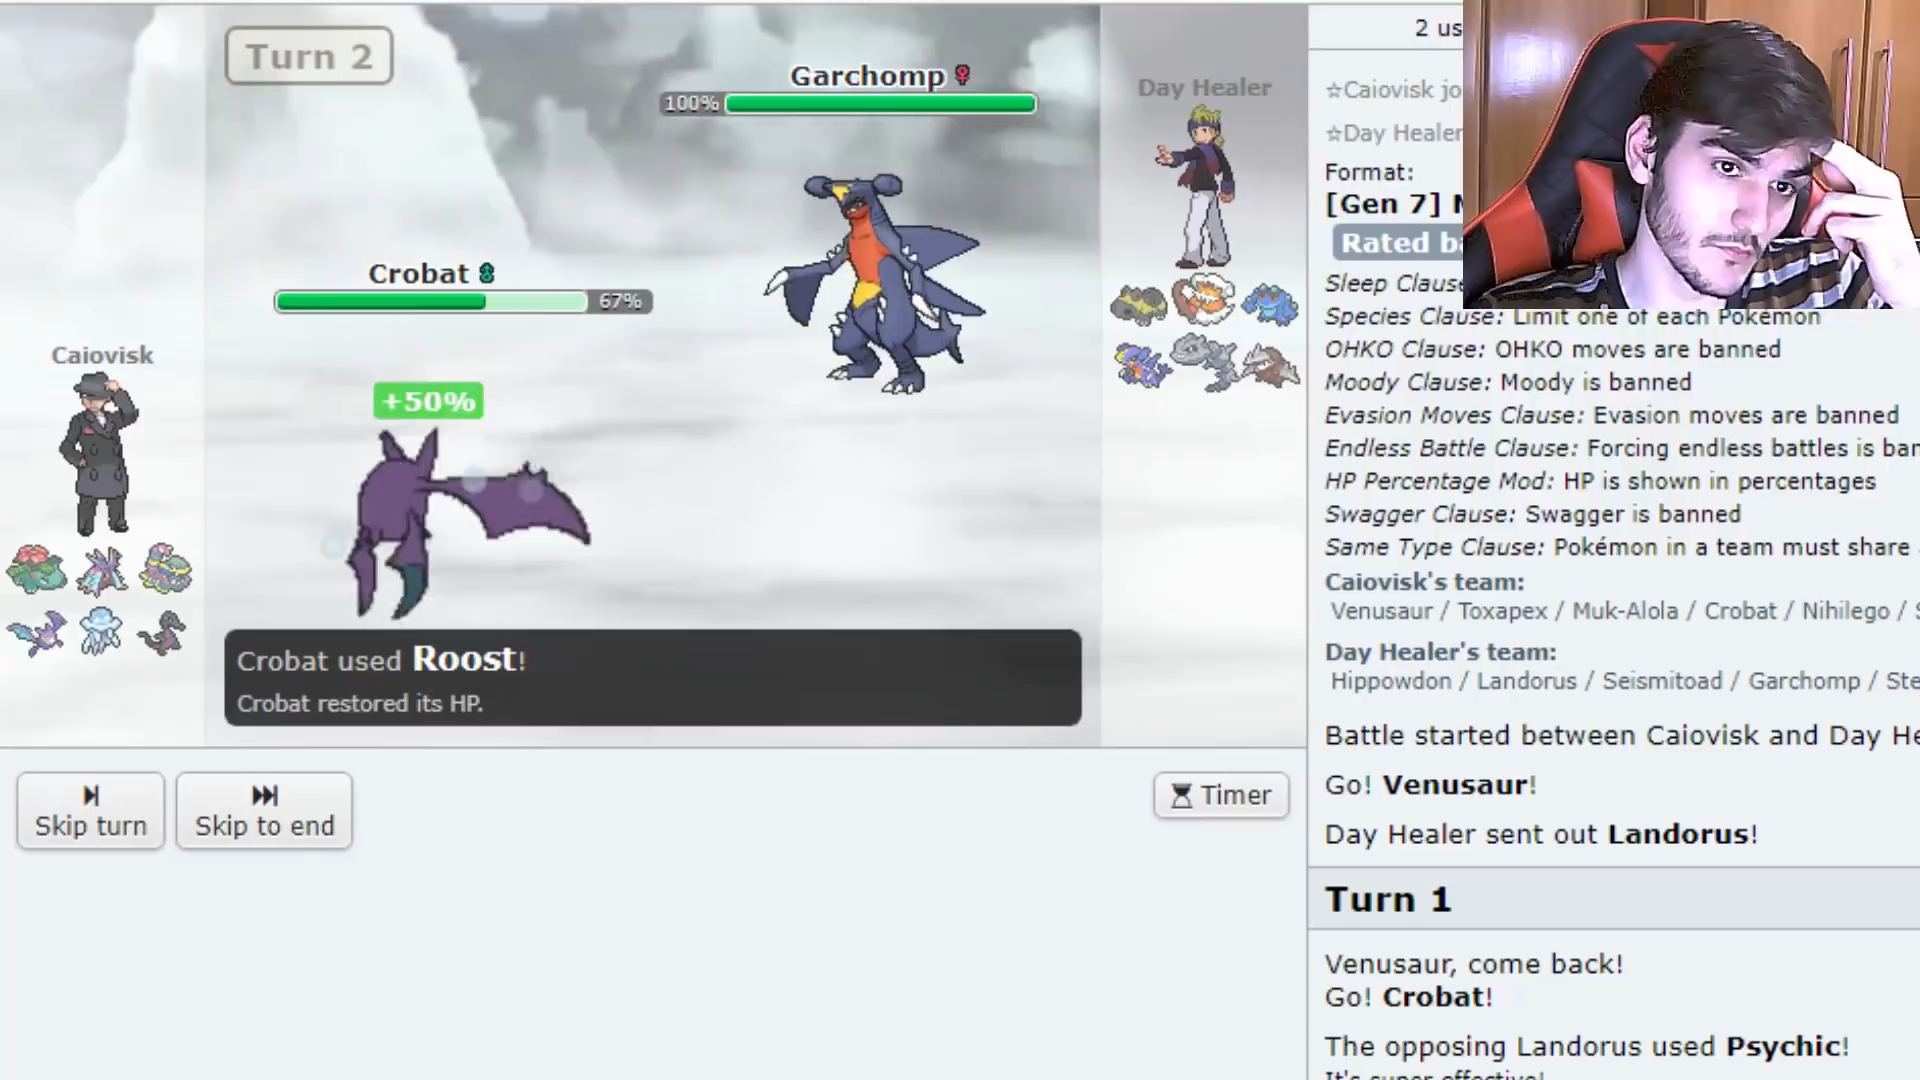 Turn 2
Garchomp
100%
Day Healer
Crobat
67%
Caiovisk
+50%
Crobat used Roost!
Crobat restored its HP.
Skip turn
Skip to end
Timer
2 us
☆Caiovisk jo
☆Day Healer
Format:
[Gen 7]
Rated ba
Sleep Clause
Species Clause: Limit one of each Pokémon
OHKO Clause: OHKO moves are banned
Moody Clause: Moody is banned
Evasion Moves Clause: Evasion moves are banned
Endless Battle Clause: Forcing endless battles is ban
HP Percentage Mod: HP is shown in percentages
Swagger Clause: Swagger is banned
Same Type Clause: Pokémon in a team must share
Caiovisk's team:
Venusaur / Toxapex / Muk-Alola / Crobat / Nihilego / S
Day Healer's team:
Hippowdon / Landorus / Seismitoad / Garchomp / Ste
Battle started between Caiovisk and Day He
Go! Venusaur!
Day Healer sent out Landorus!
Turn 1
Venusaur, come back!
Go! Crobat!
The opposing Landorus used Psychic!
It's super effective!